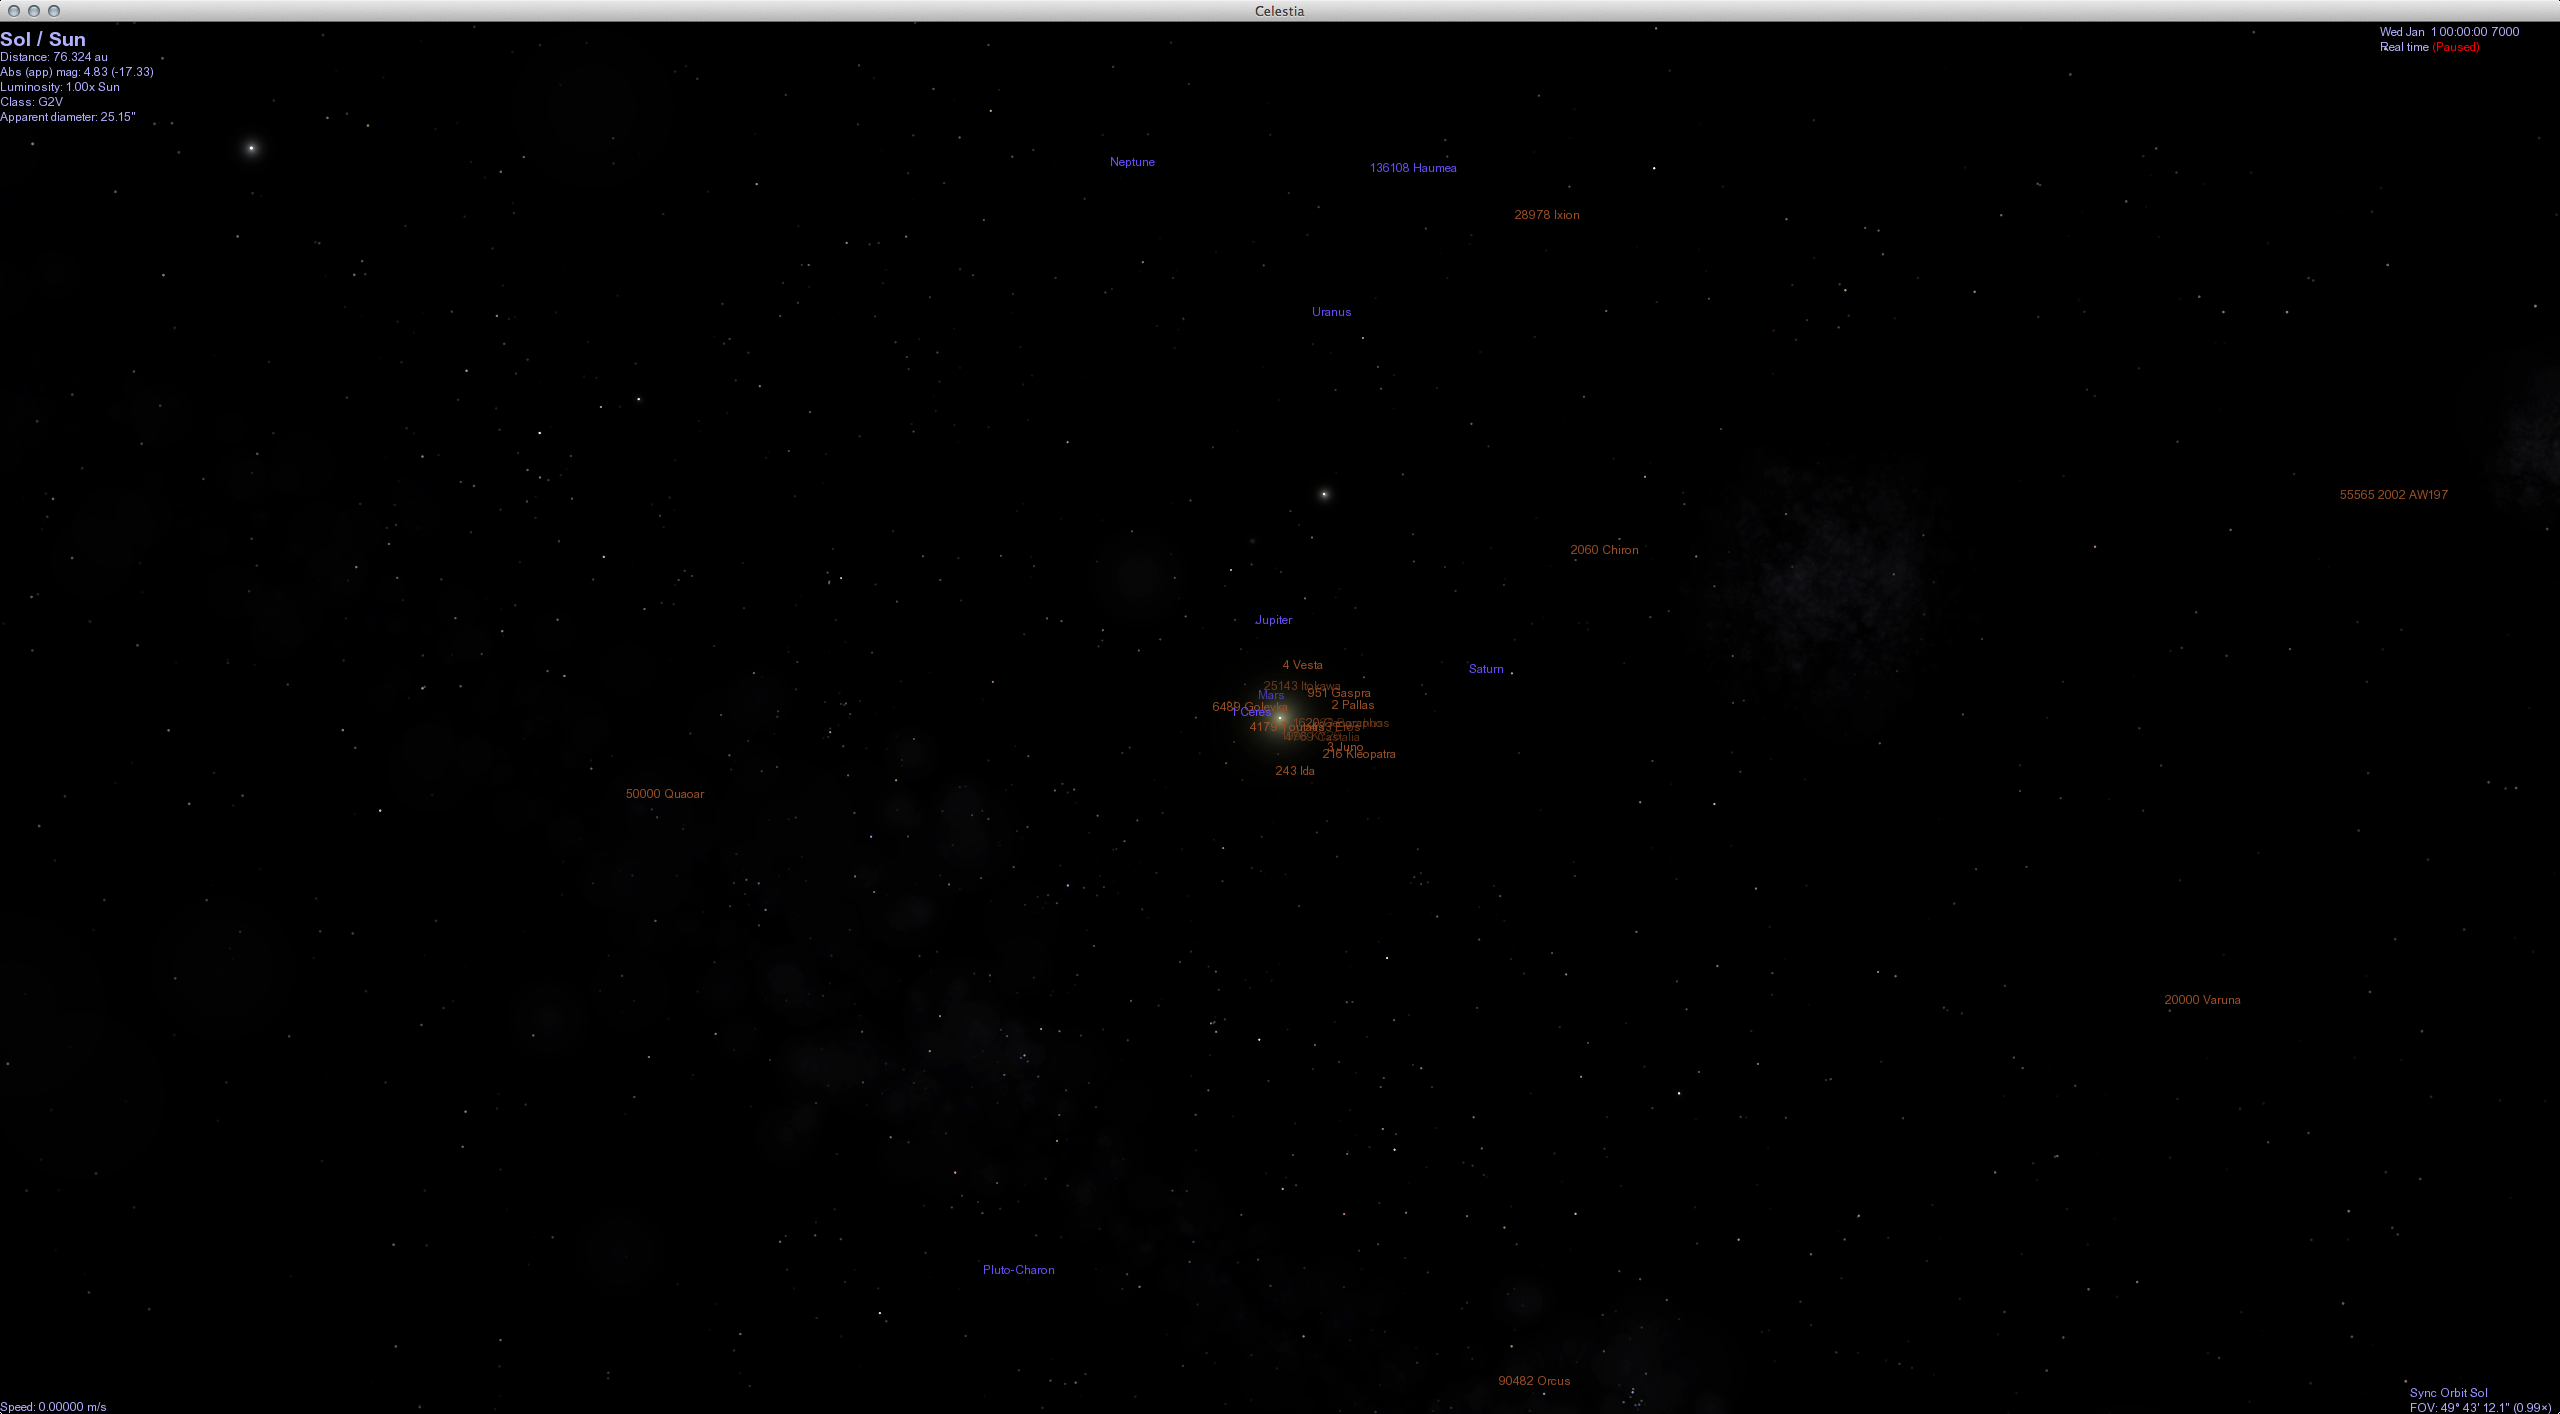 Celestia
Sol / Sun
Distance: 76.324 au
Abs (app) mag: 4.83 (-17.33)
Luminosity: 1.00x Sun
Class: G2V
Apparent diameter: 25.15"
Wed Jan 1 00:00:00 7000
Real time (Paused)
Neptune
136108 Haumea
28978 Ixion
Uranus
55565 2002 AW197
2060 Chiron
Jupiter
4 Vesta
Saturn
25143 Itokawa
951 Gaspra
Mars
2 Pallas
6489 Golevka
1 Ceres
1620 Geographos
4179 Toutatis
433 Eros
4769 Castalia
3 Juno
216 Kleopatra
243 Ida
50000 Quaoar
20000 Varuna
Pluto-Charon
90482 Orcus
Speed: 0.00000 m/s
Sync Orbit Sol
FOV: 49° 43' 12.1" (0.99×)